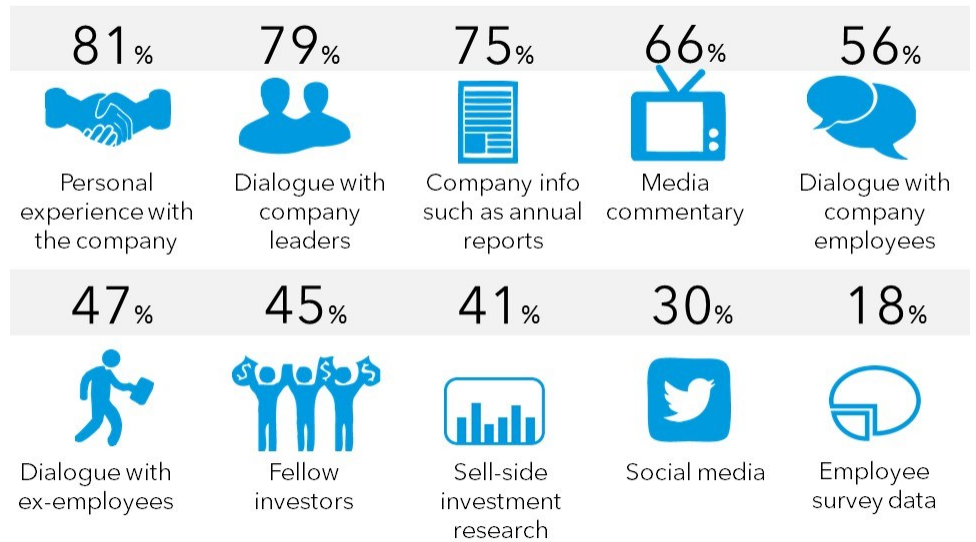 81%
79%
75%
66%
56%
Personal
experience with
the company
Dialogue with
company
leaders
Company info
such as annual
reports
Media
commentary
Dialogue with
company
employees
47%
45%
41%
30%
18%
Dialogue with
ex-employees
Fellow
investors
Sell-side
investment
research
Social media
Employee
survey data